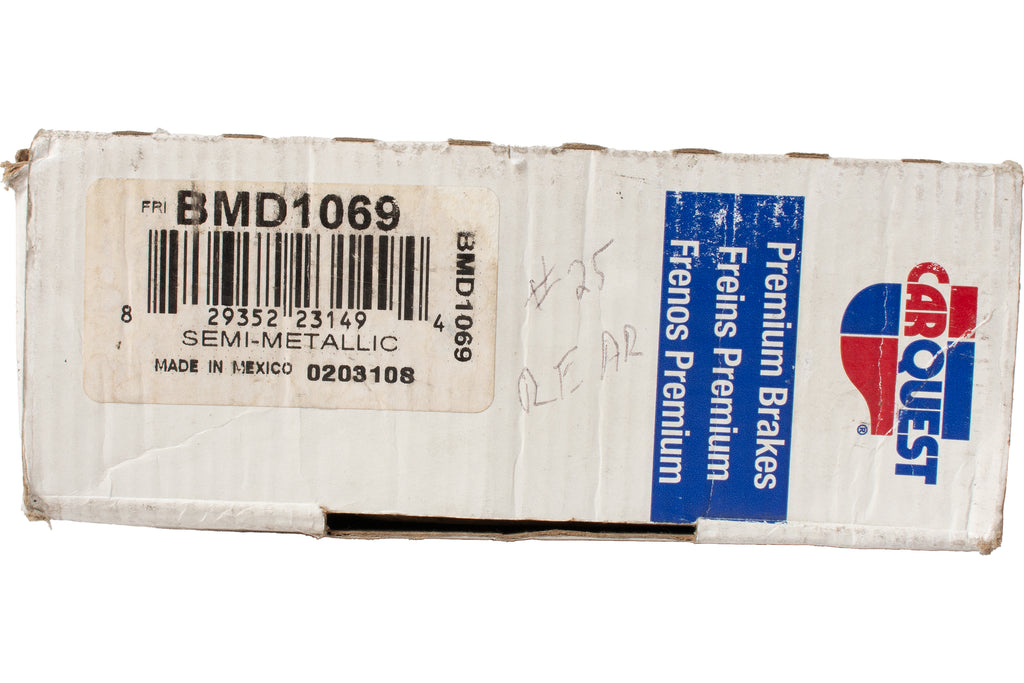 FRI BMD1069
8 29352 23149 4
SEMI-METALLIC
MADE IN MEXICO 0203108
BMD1069
#25
REAR
Premium Brakes
Freins Premium
Frenos Premium
CARQUEST
®